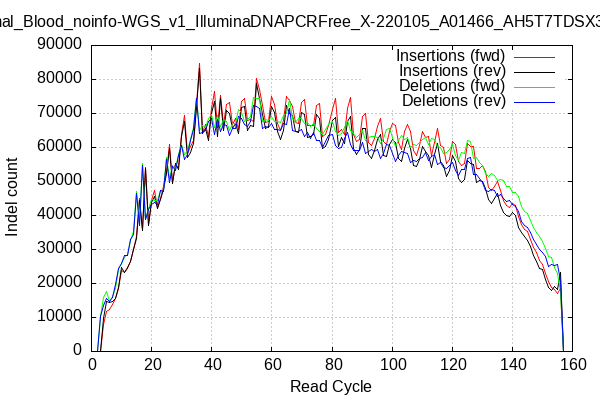 nal_Blood_noinfo-WGS_v1_IlluminaDNAPCRFree_X-220105_A01466_AH5T7TDSX3
Insertions (fwd)
Insertions (rev)
Deletions (fwd)
Deletions (rev)
90000
80000
70000
60000
50000
40000
30000
20000
10000
0
Indel count
0 20 40 60 80 100 120 140 160
Read Cycle